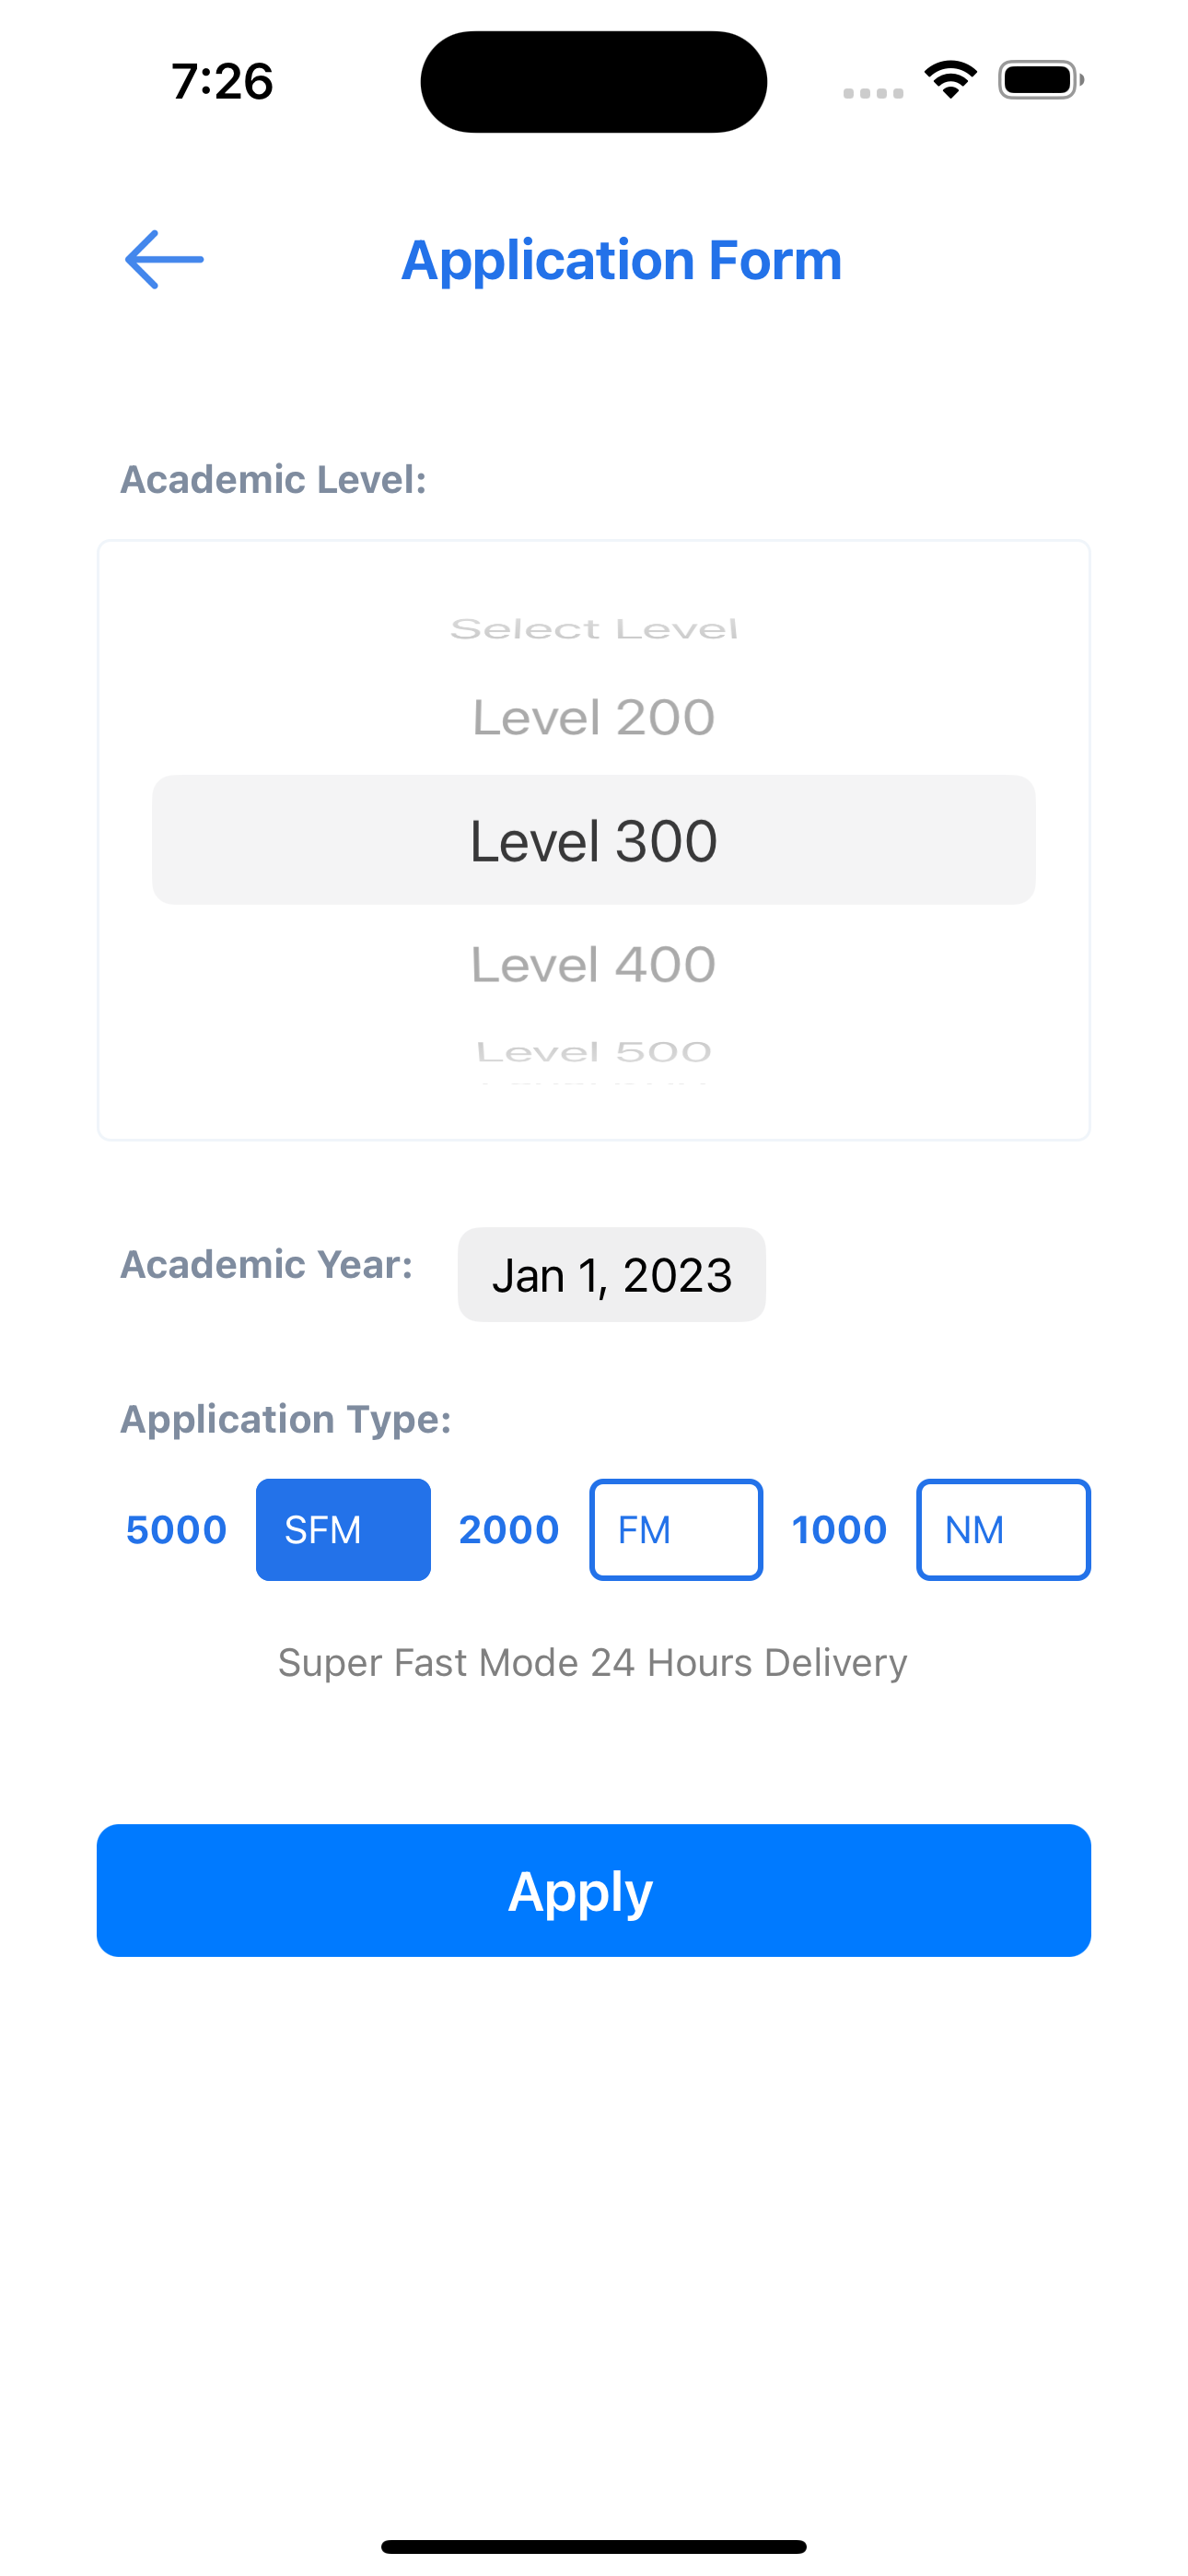 7:26
Application Form
Academic Level:
Select Level
Level 200
Level 300
Level 400
Level 500
Academic Year: Jan 1, 2023
Application Type:
5000 SFM 2000 FM 1000 NM
Super Fast Mode 24 Hours Delivery
Apply